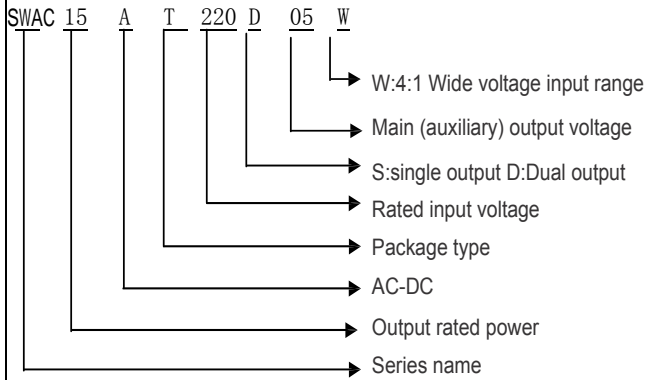 SWAC 15 A T 220 D 05 W
W:4:1 Wide voltage input range
Main (auxiliary) output voltage
S:single output D:Dual output
Rated input voltage
Package type
AC-DC
Output rated power
Series name